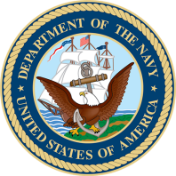 DEPARTMENT OF THE NAVY
UNITED STATES OF AMERICA